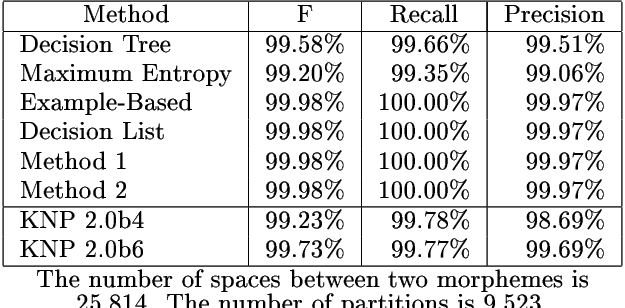 Method F Recall Precision
Decision Tree 99.58% 99.66% 99.51%
Maximum Entropy 99.20% 99.35% 99.06%
Example-Based 99.98% 100.00% 99.97%
Decision List 99.98% 100.00% 99.97%
Method 1 99.98% 100.00% 99.97%
Method 2 99.98% 100.00% 99.97%
KNP 2.0b4 99.23% 99.78% 98.69%
KNP 2.0b6 99.73% 99.77% 99.69%
The number of spaces between two morphemes is
25,814. The number of partitions is 9,523.